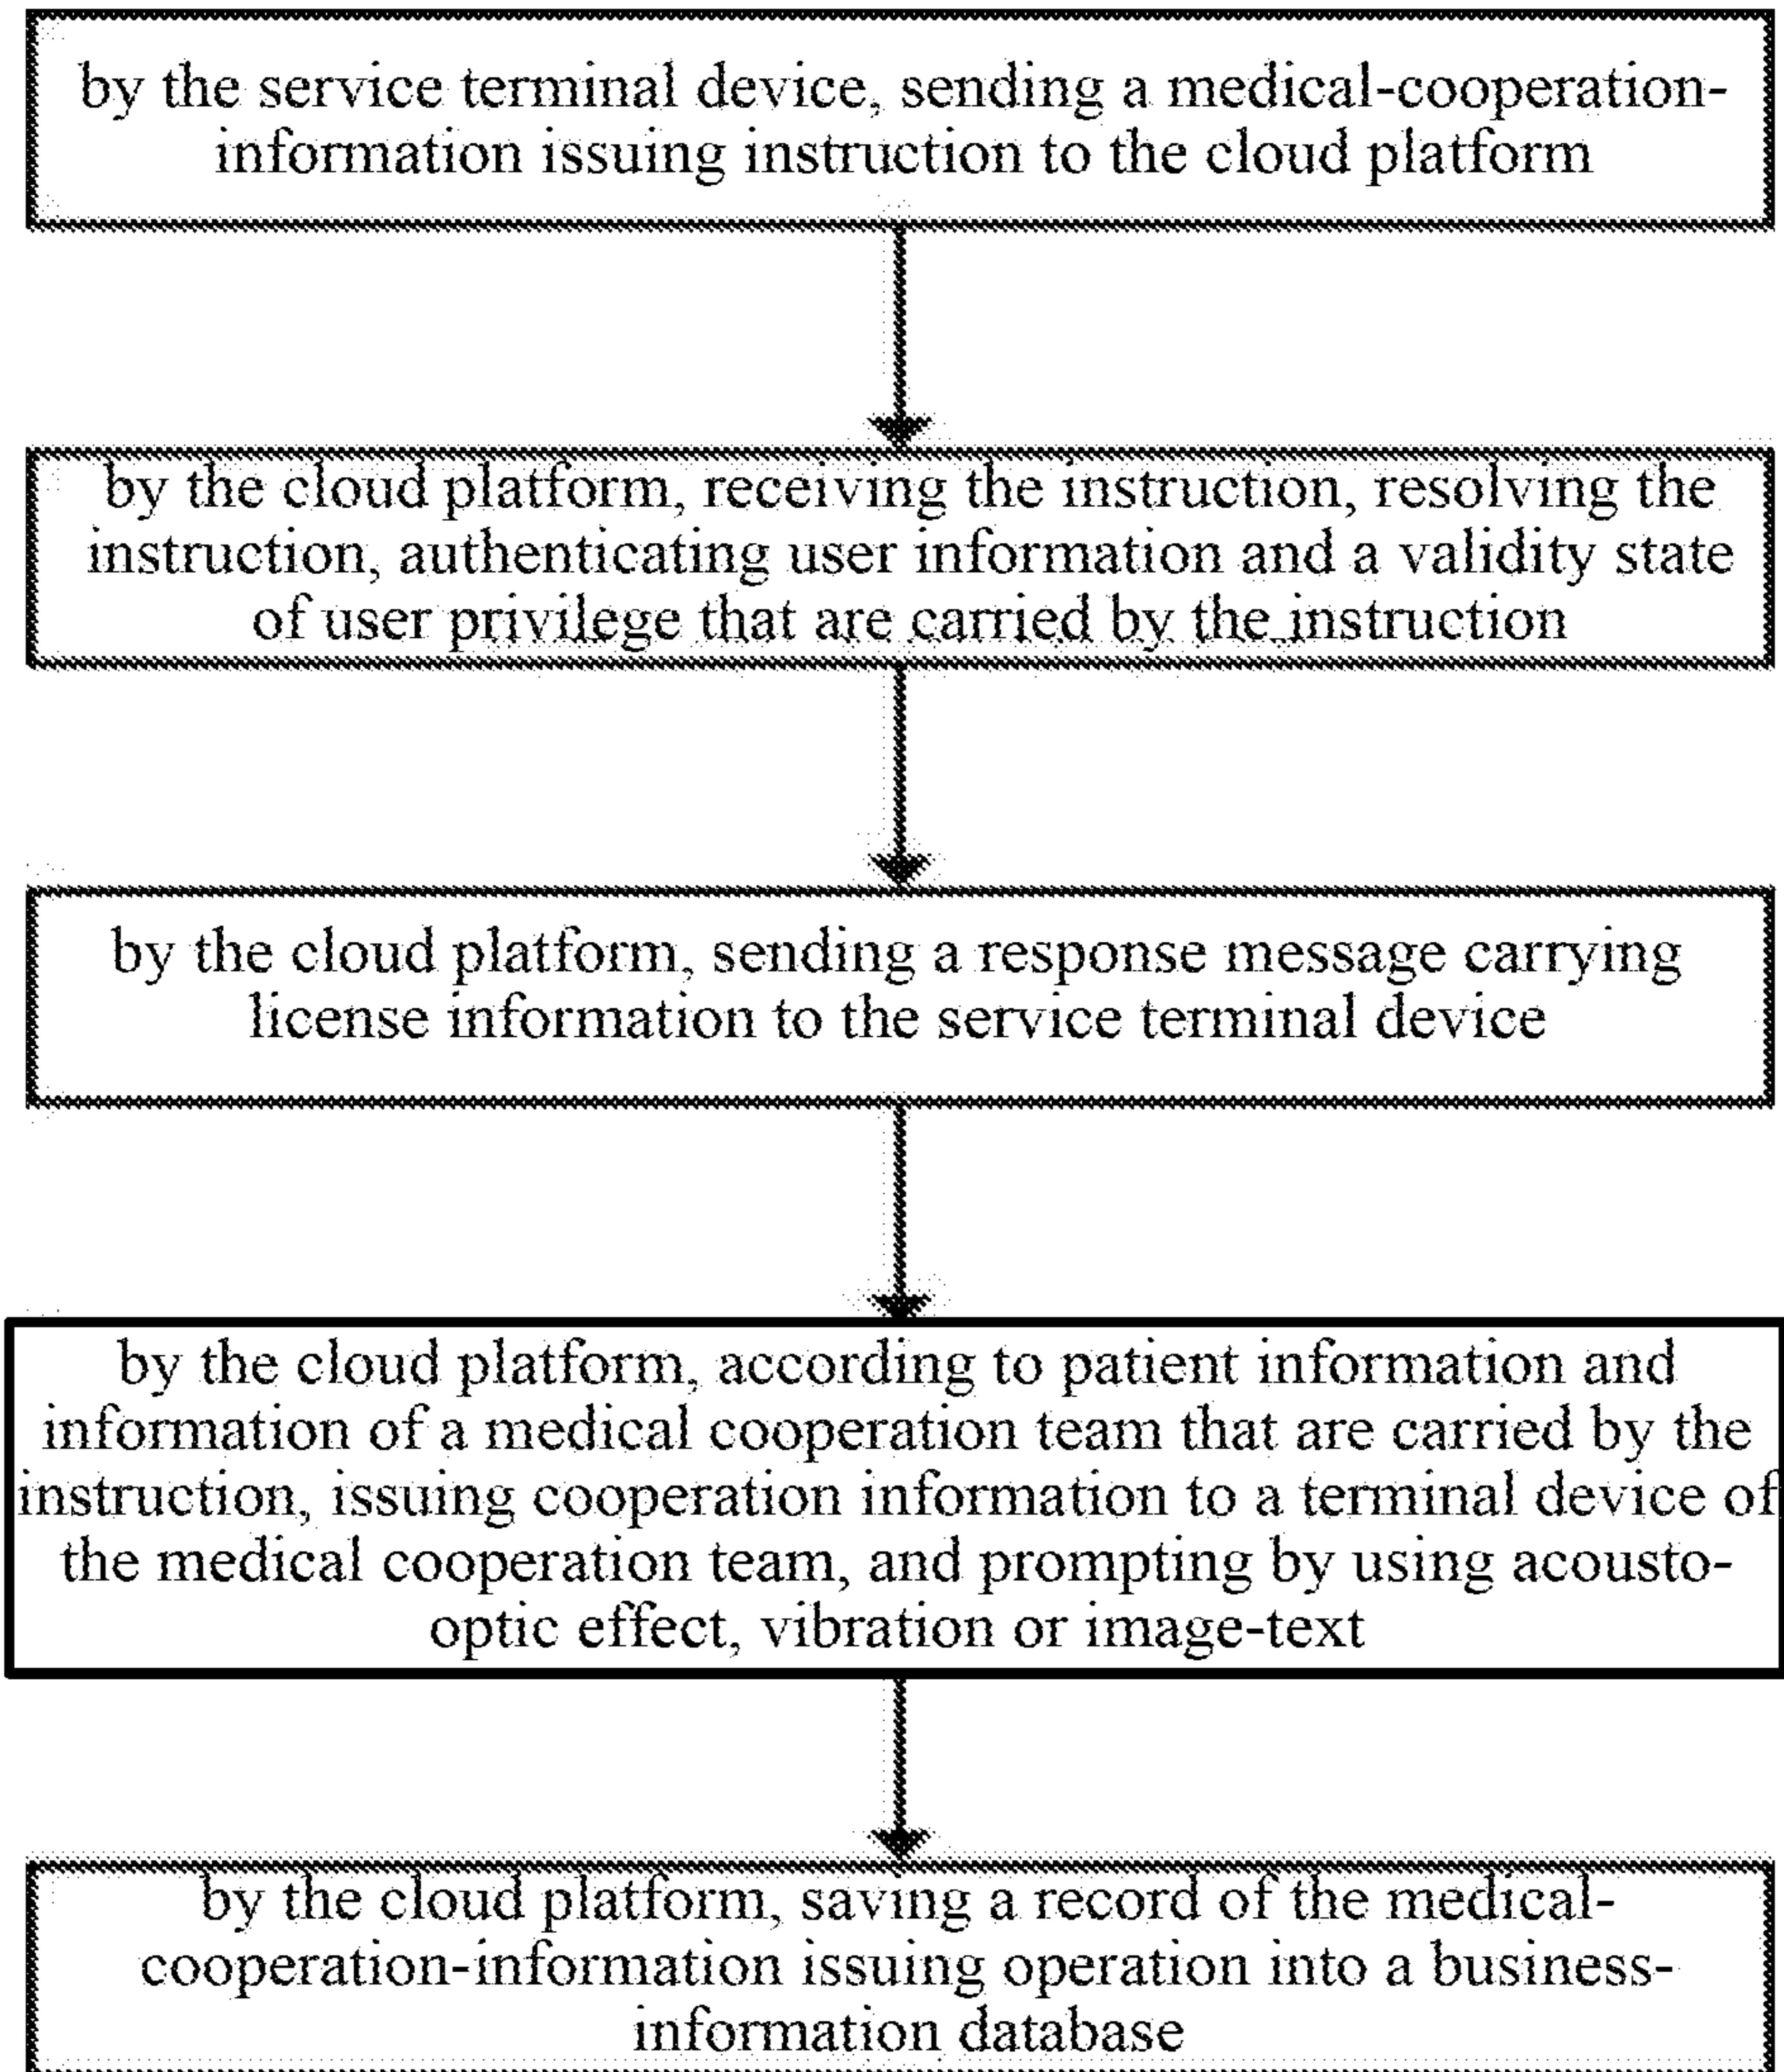 by the service terminal device, sending a medical-cooperation-
information issuing instruction to the cloud platform
by the cloud platform, receiving the instruction, resolving the
instruction, authenticating user information and a validity state
of user privilege that are carried by the instruction
by the cloud platform, sending a response message carrying
license information to the service terminal device
by the cloud platform, according to patient information and
information of a medical cooperation team that are carried by the
instruction, issuing cooperation information to a terminal device of
the medical cooperation team, and prompting by using acousto-
optic effect, vibration or image-text
by the cloud platform, saving a record of the medical-
cooperation-information issuing operation into a business-
information database